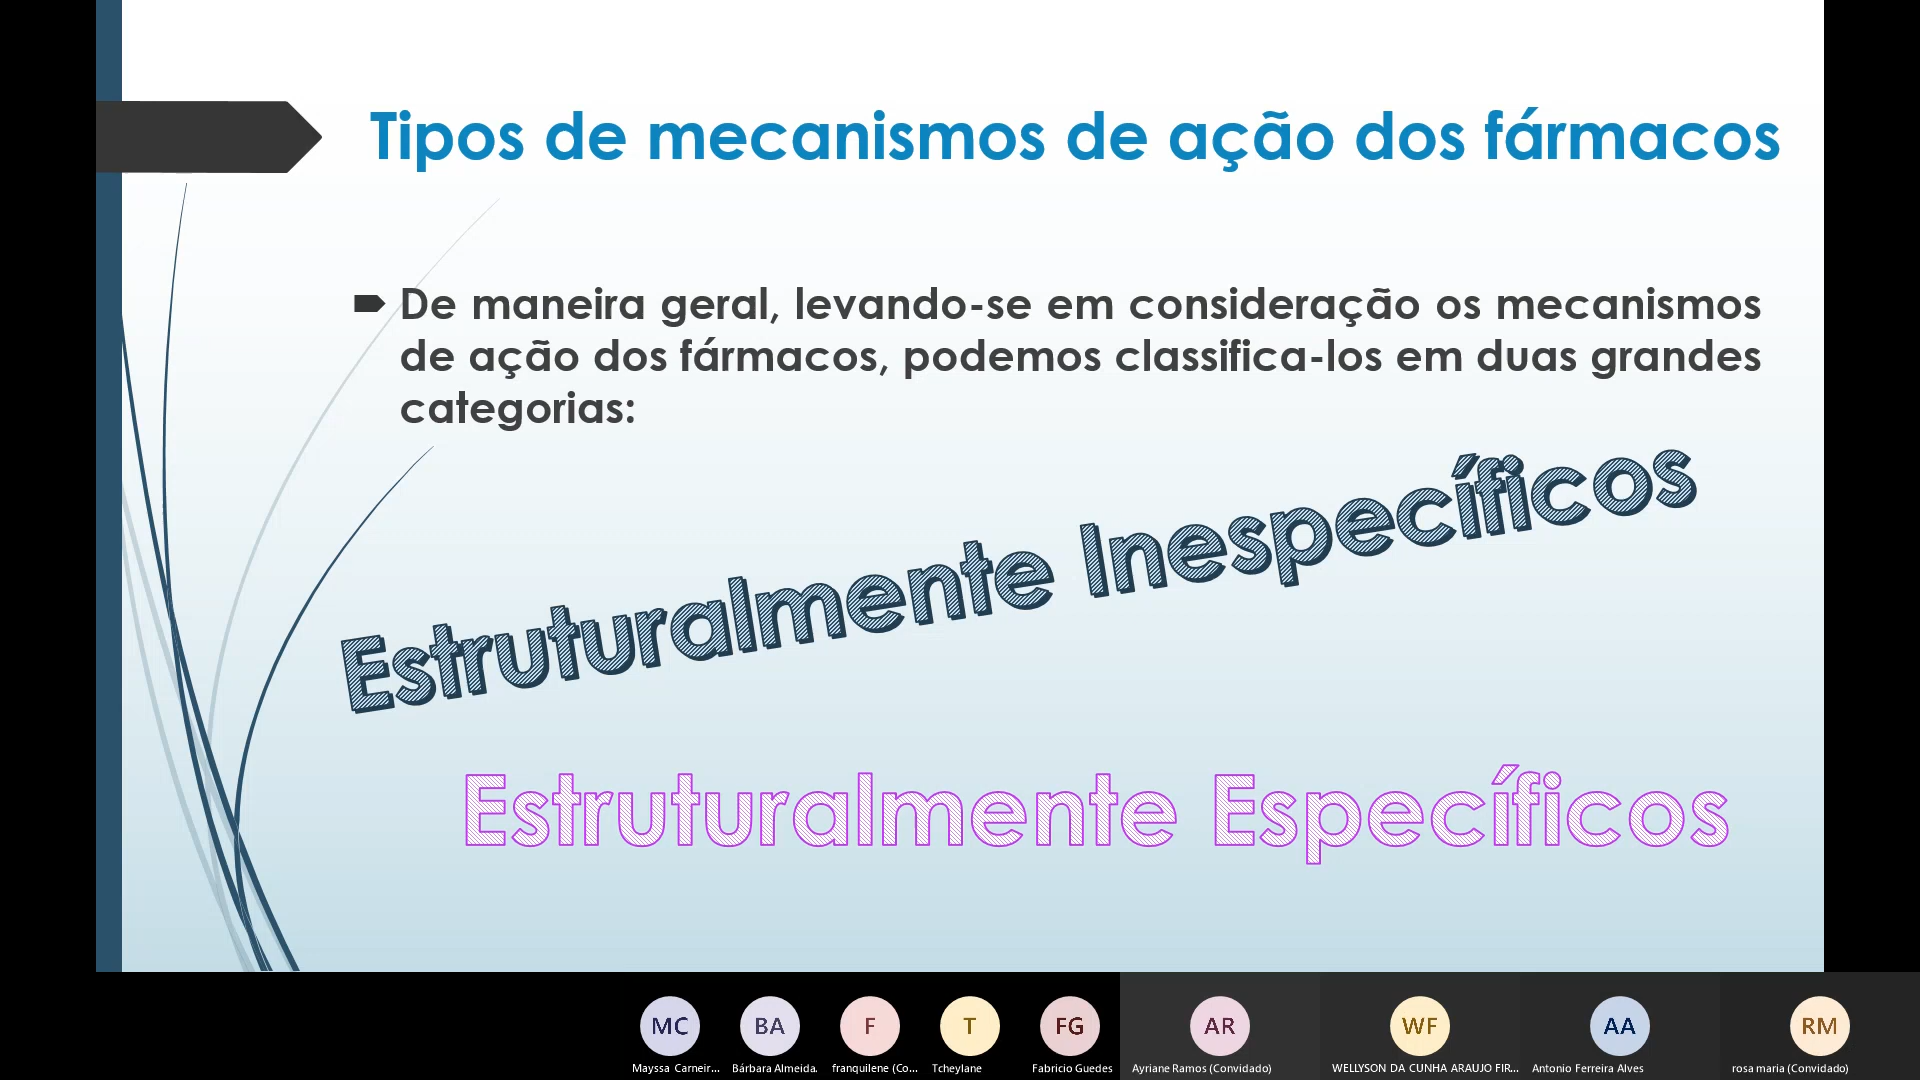 Tipos de mecanismos de ação dos fármacos
De maneira geral, levando-se em consideração os mecanismos
de ação dos fármacos, podemos classifica-los em duas grandes
categorias:
Estruturalmente Inespecíficos
Estruturalmente Específicos
MC BA F T FG AR WF AA RM
Mayssa Carneir... Bárbara Almeida. franquilene (Co... Tcheylane Fabricio Guedes Ayriane Ramos (Convidado) WELLYSON DA CUNHA ARAUJO FIR... Antonio Ferreira Alves rosa maria (Convidado)